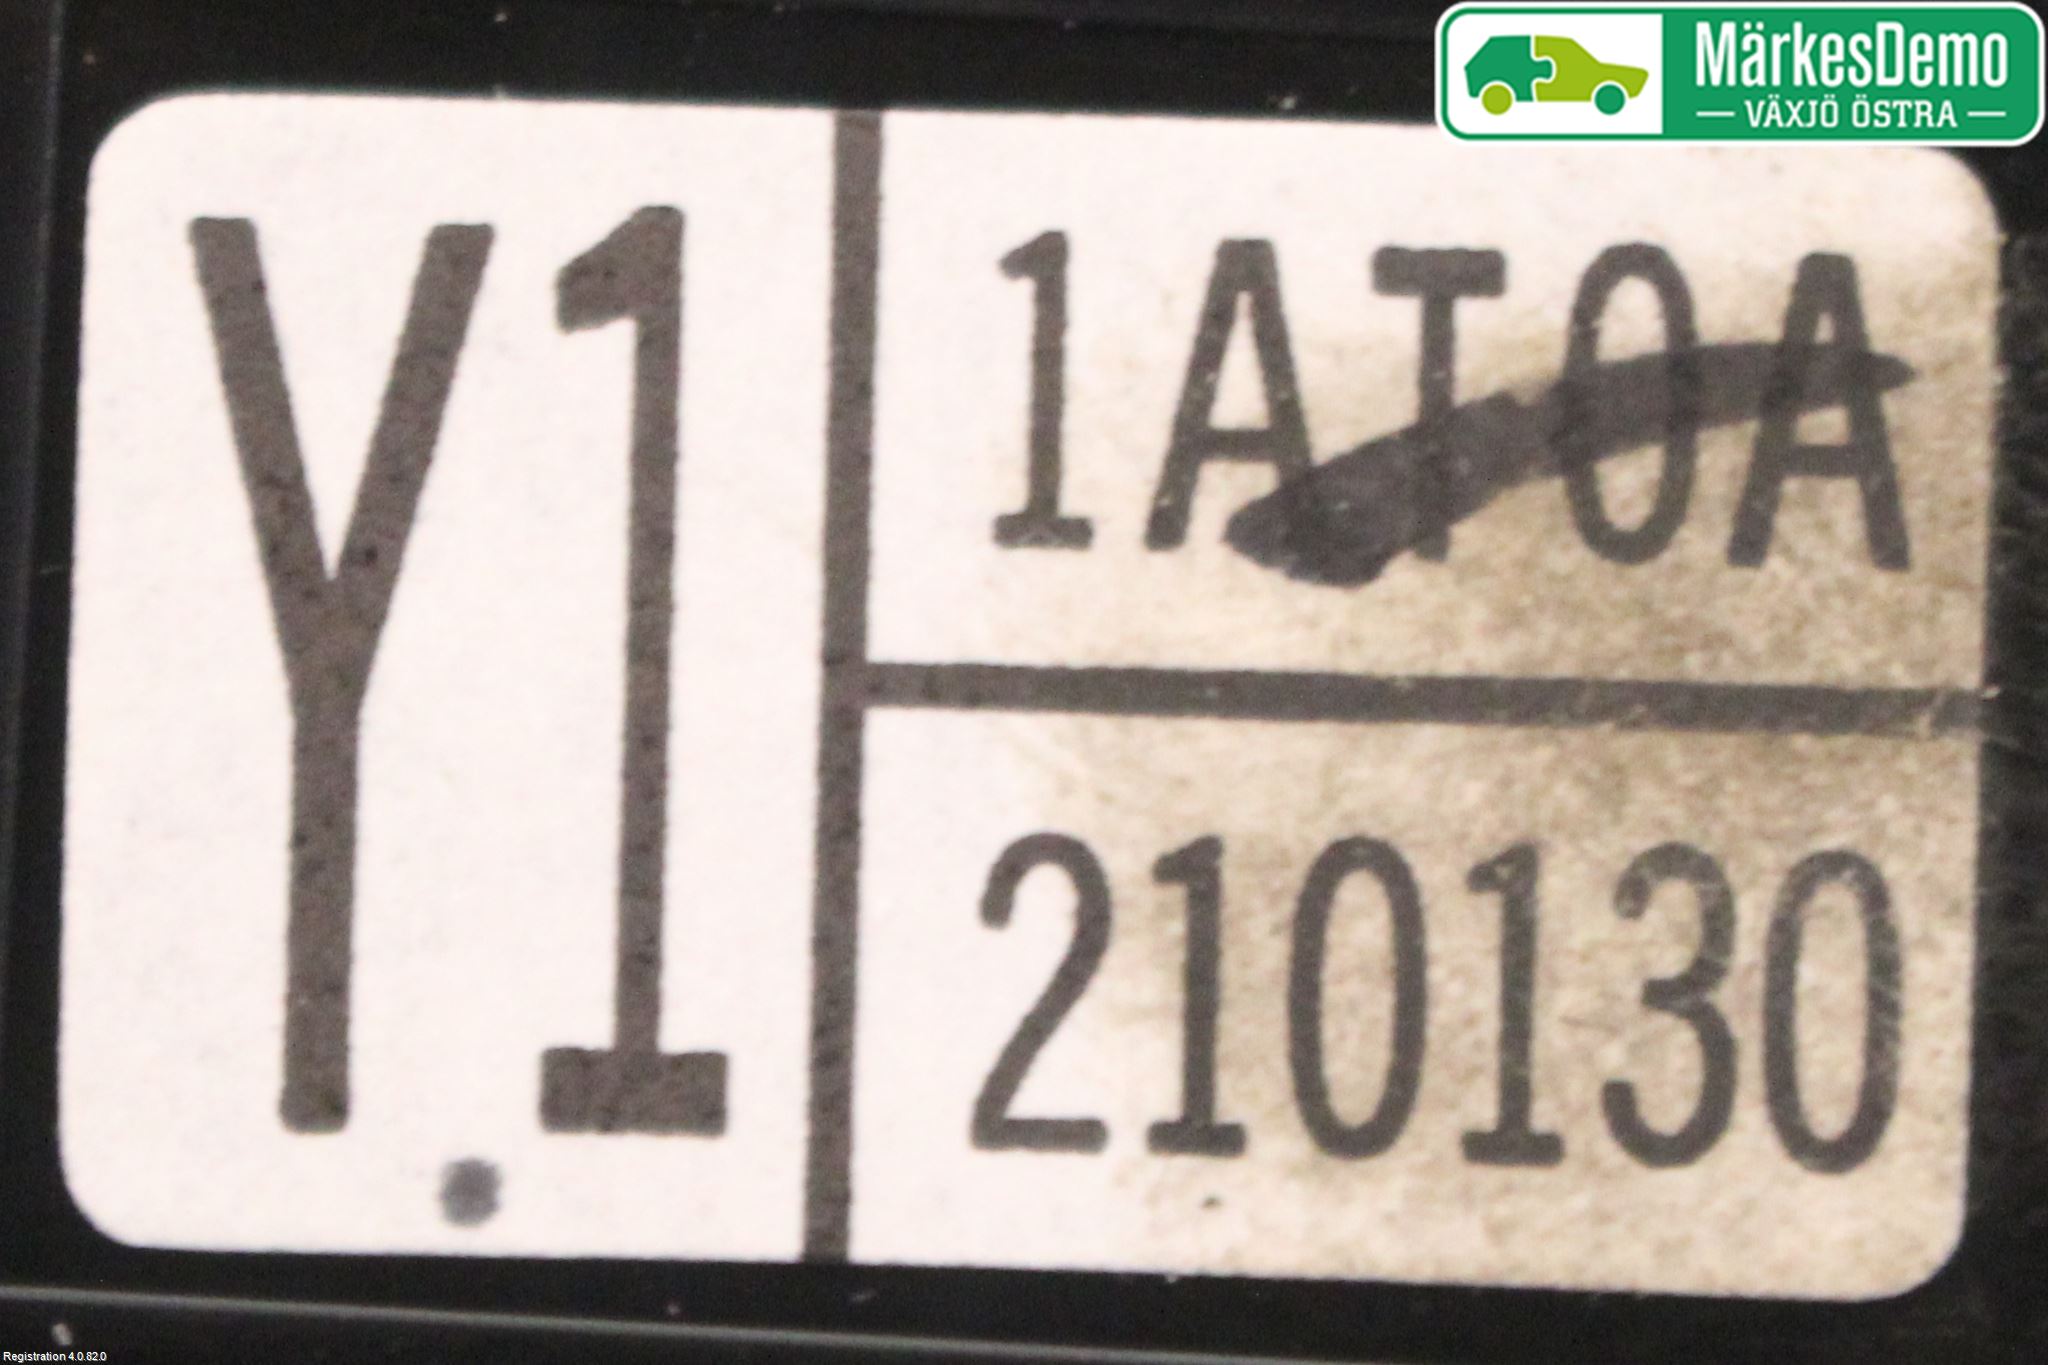 MärkesDemo
VÄXJÖ ÖSTRA
Y1
1AT0A
210130
Registration 4.0.82.0